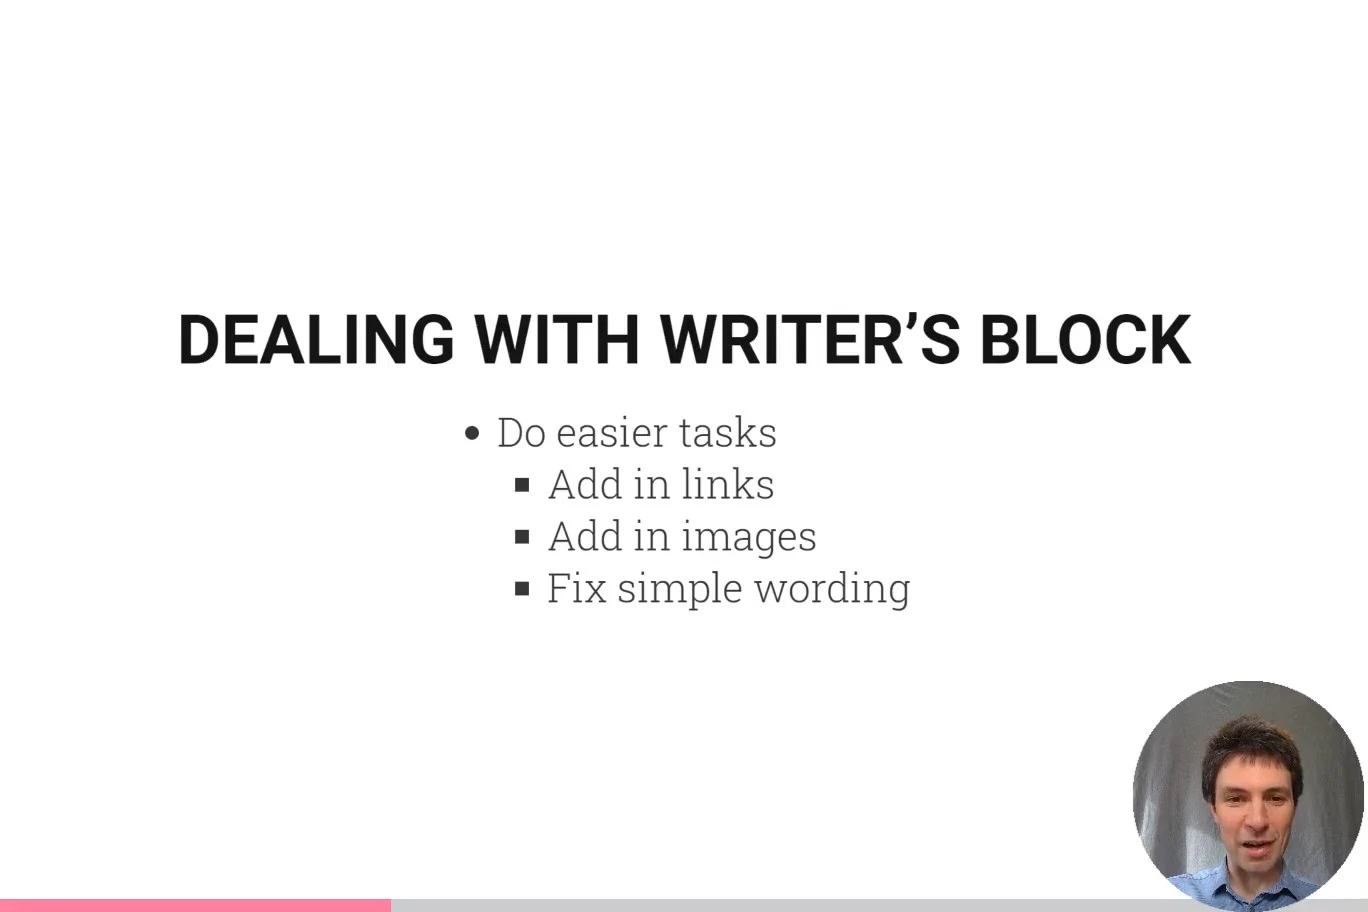 DEALING WITH WRITER’S BLOCK
• Do easier tasks
▪ Add in links
▪ Add in images
▪ Fix simple wording